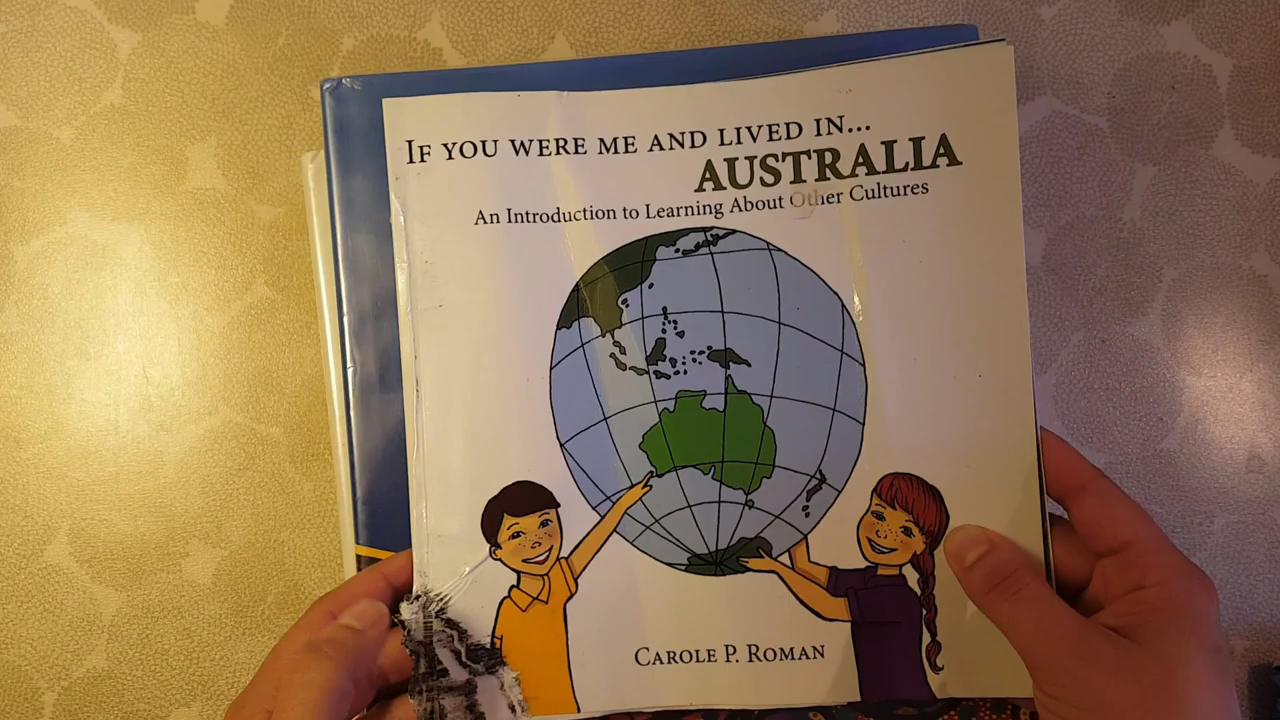 IF YOU WERE ME AND LIVED IN...
AUSTRALIA
An Introduction to Learning About Other Cultures
CAROLE P. ROMAN